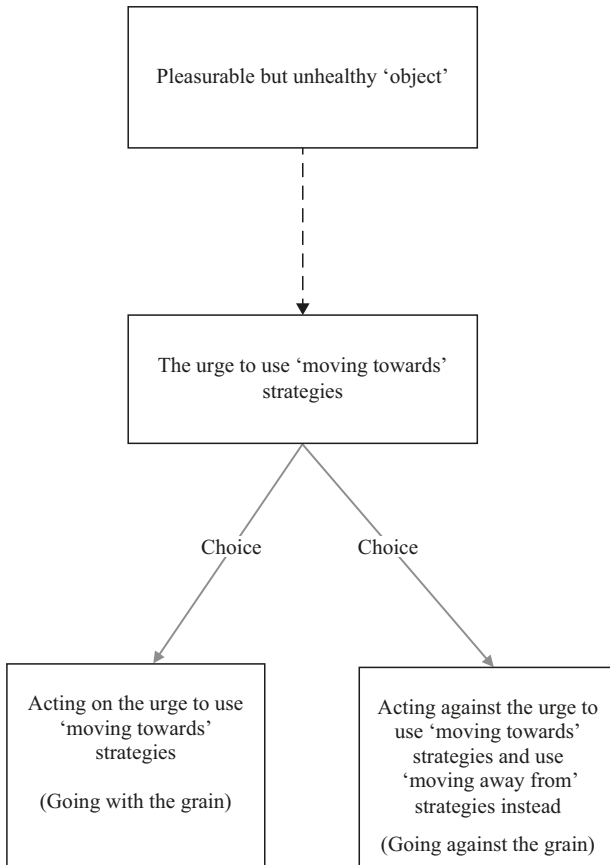 Pleasurable but unhealthy ‘object’
The urge to use ‘moving towards’
strategies
Choice
Choice
Acting on the urge to use
‘moving towards’
strategies
(Going with the grain)
Acting against the urge to
use ‘moving towards’
strategies and use
‘moving away from’
strategies instead
(Going against the grain)